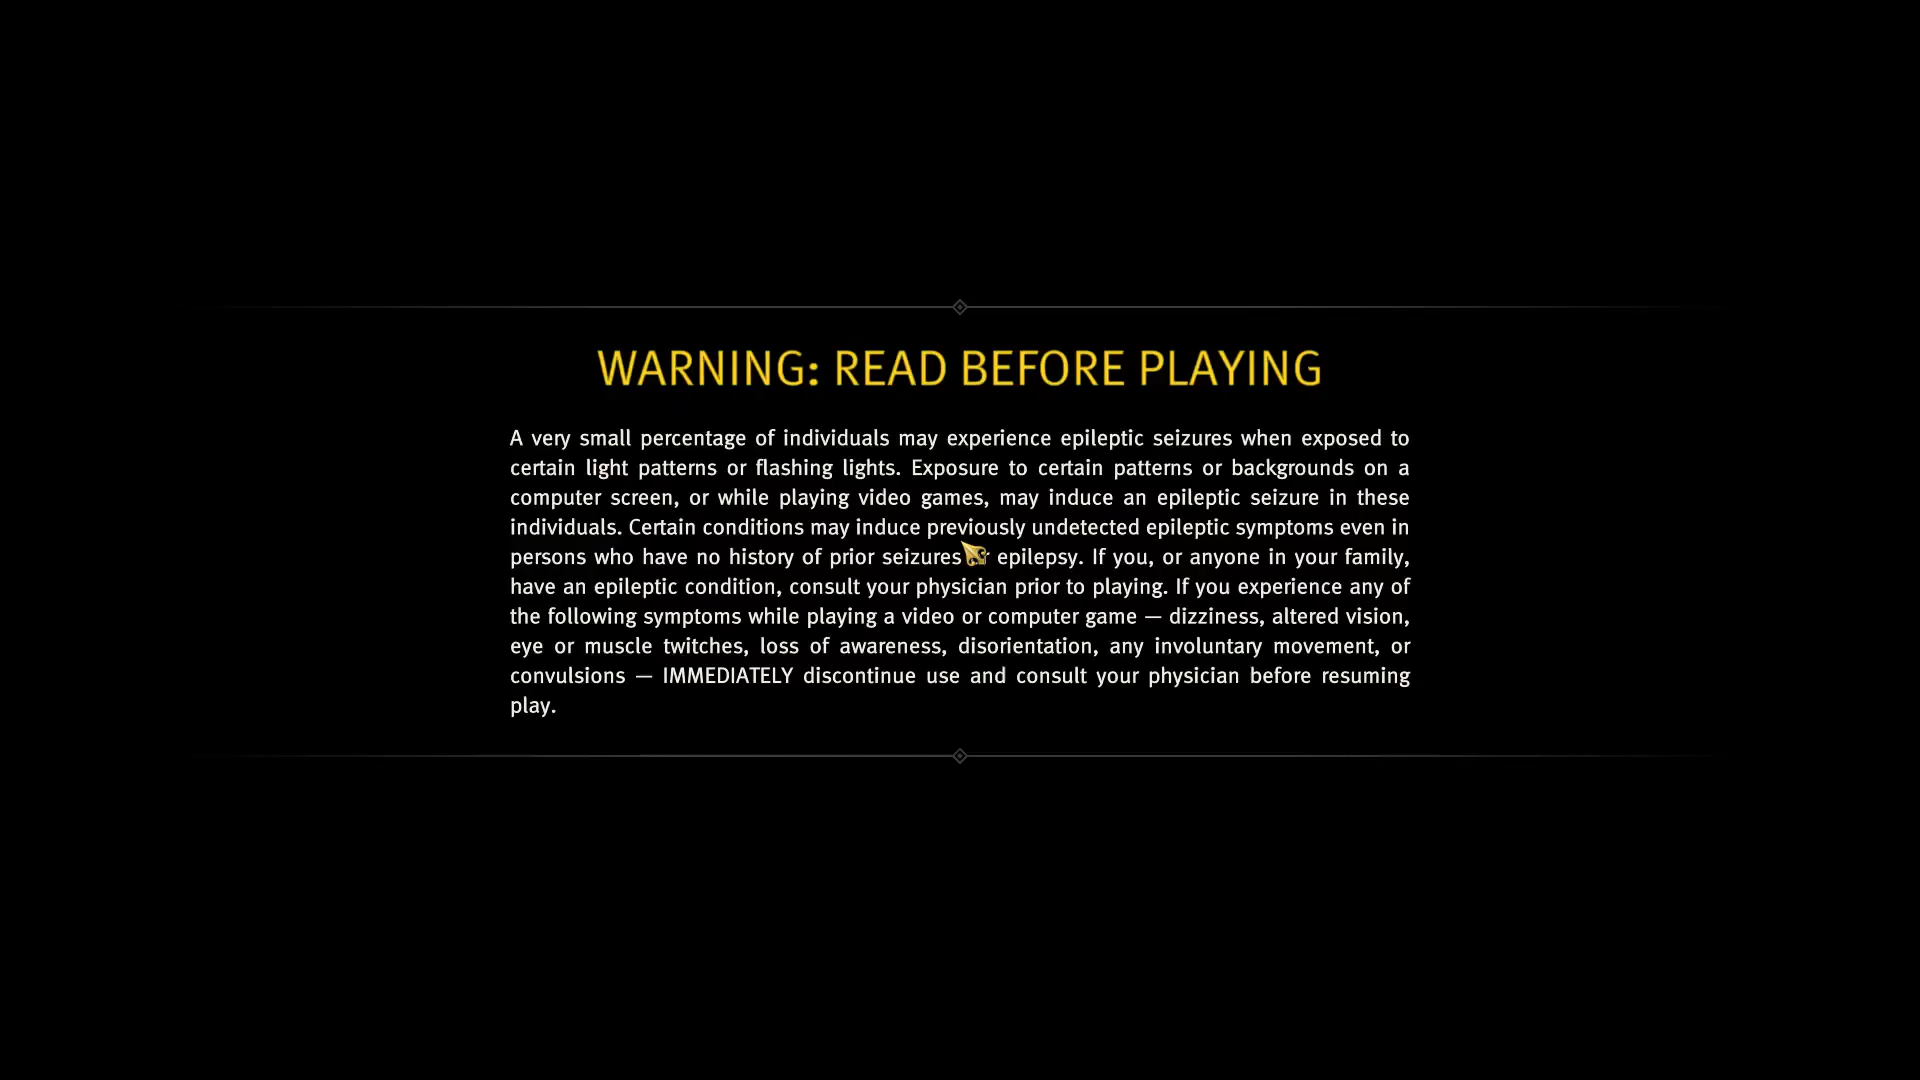 WARNING: READ BEFORE PLAYING
A very small percentage of individuals may experience epileptic seizures when exposed to
certain light patterns or flashing lights. Exposure to certain patterns or backgrounds on a
computer screen, or while playing video games, may induce an epileptic seizure in these
individuals. Certain conditions may induce previously undetected epileptic symptoms even in
persons who have no history of prior seizures epilepsy. If you, or anyone in your family,
have an epileptic condition, consult your physician prior to playing. If you experience any of
the following symptoms while playing a video or computer game — dizziness, altered vision,
eye or muscle twitches, loss of awareness, disorientation, any involuntary movement, or
convulsions — IMMEDIATELY discontinue use and consult your physician before resuming
play.